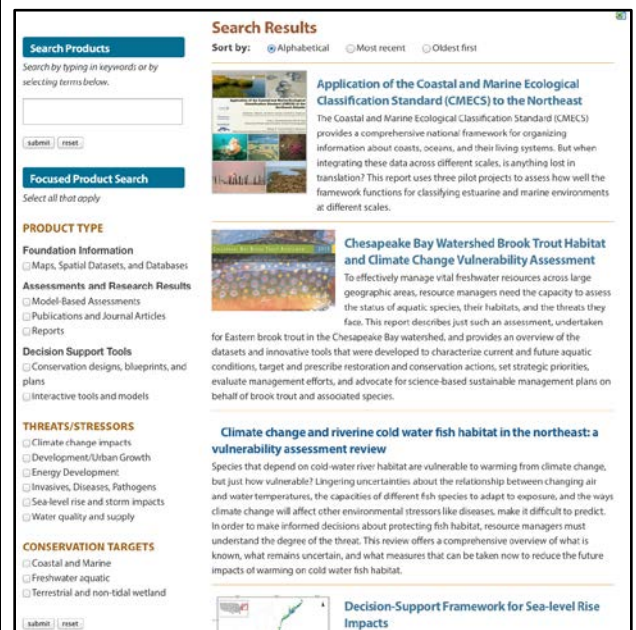 Search Products
Search by typing in keywords or by
selecting terms below.
submit reset
Focused Product Search
Select all that apply
PRODUCT TYPE
Foundation Information
Maps, Spatial Datasets, and Databases
Assessments and Research Results
Model-Based Assessments
Publications and Journal Articles
Reports
Decision Support Tools
Conservation designs, blueprints, and
plans
Interactive tools and models
THREATS/STRESSORS
Climate change impacts
Development/Urban Growth
Energy Development
Invasives, Diseases, Pathogens
Sea-level rise and storm impacts
Water quality and supply
CONSERVATION TARGETS
Coastal and Marine
Freshwater aquatic
Terrestrial and non-tidal wetland
submit reset
Search Results
Sort by: Alphabetical Most recent Oldest first
Application of the Coastal and Marine Ecological
Classification Standard (CMECS) to the Northeast
The Coastal and Marine Ecological Classification Standard (CMECS)
provides a comprehensive national framework for organizing
information about coasts, oceans, and their living systems. But when
integrating these data across different scales, is anything lost in
translation? This report uses three pilot projects to assess how well the
framework functions for classifying estuarine and marine environments
at different scales.
Chesapeake Bay Watershed Brook Trout Habitat
and Climate Change Vulnerability Assessment
To effectively manage vital freshwater resources across large
geographic areas, resource managers need the capacity to assess
the status of aquatic species, their habitats, and the threats they
face. This report describes just such an assessment, undertaken
for Eastern brook trout in the Chesapeake Bay watershed, and provides an overview of the
datasets and innovative tools that were developed to characterize current and future aquatic
conditions, target and prescribe restoration and conservation actions, set strategic priorities,
evaluate management efforts, and advocate for science-based sustainable management plans on
behalf of brook trout and associated species.
Climate change and riverine cold water fish habitat in the northeast: a
vulnerability assessment review
Species that depend on cold-water river habitat are vulnerable to warming from climate change,
but just how vulnerable? Lingering uncertainties about the relationship between changing air
and water temperatures, the capacities of different fish species to adapt to exposure, and the ways
climate change will affect other environmental stressors like diseases, make it difficult to predict.
In order to make informed decisions about protecting fish habitat, resource managers must
understand the degree of the threat. This review offers a comprehensive overview of what is
known, what remains uncertain, and what measures that can be taken now to reduce the future
impacts of warming on cold water fish habitat.
Decision-Support Framework for Sea-level Rise
Impacts